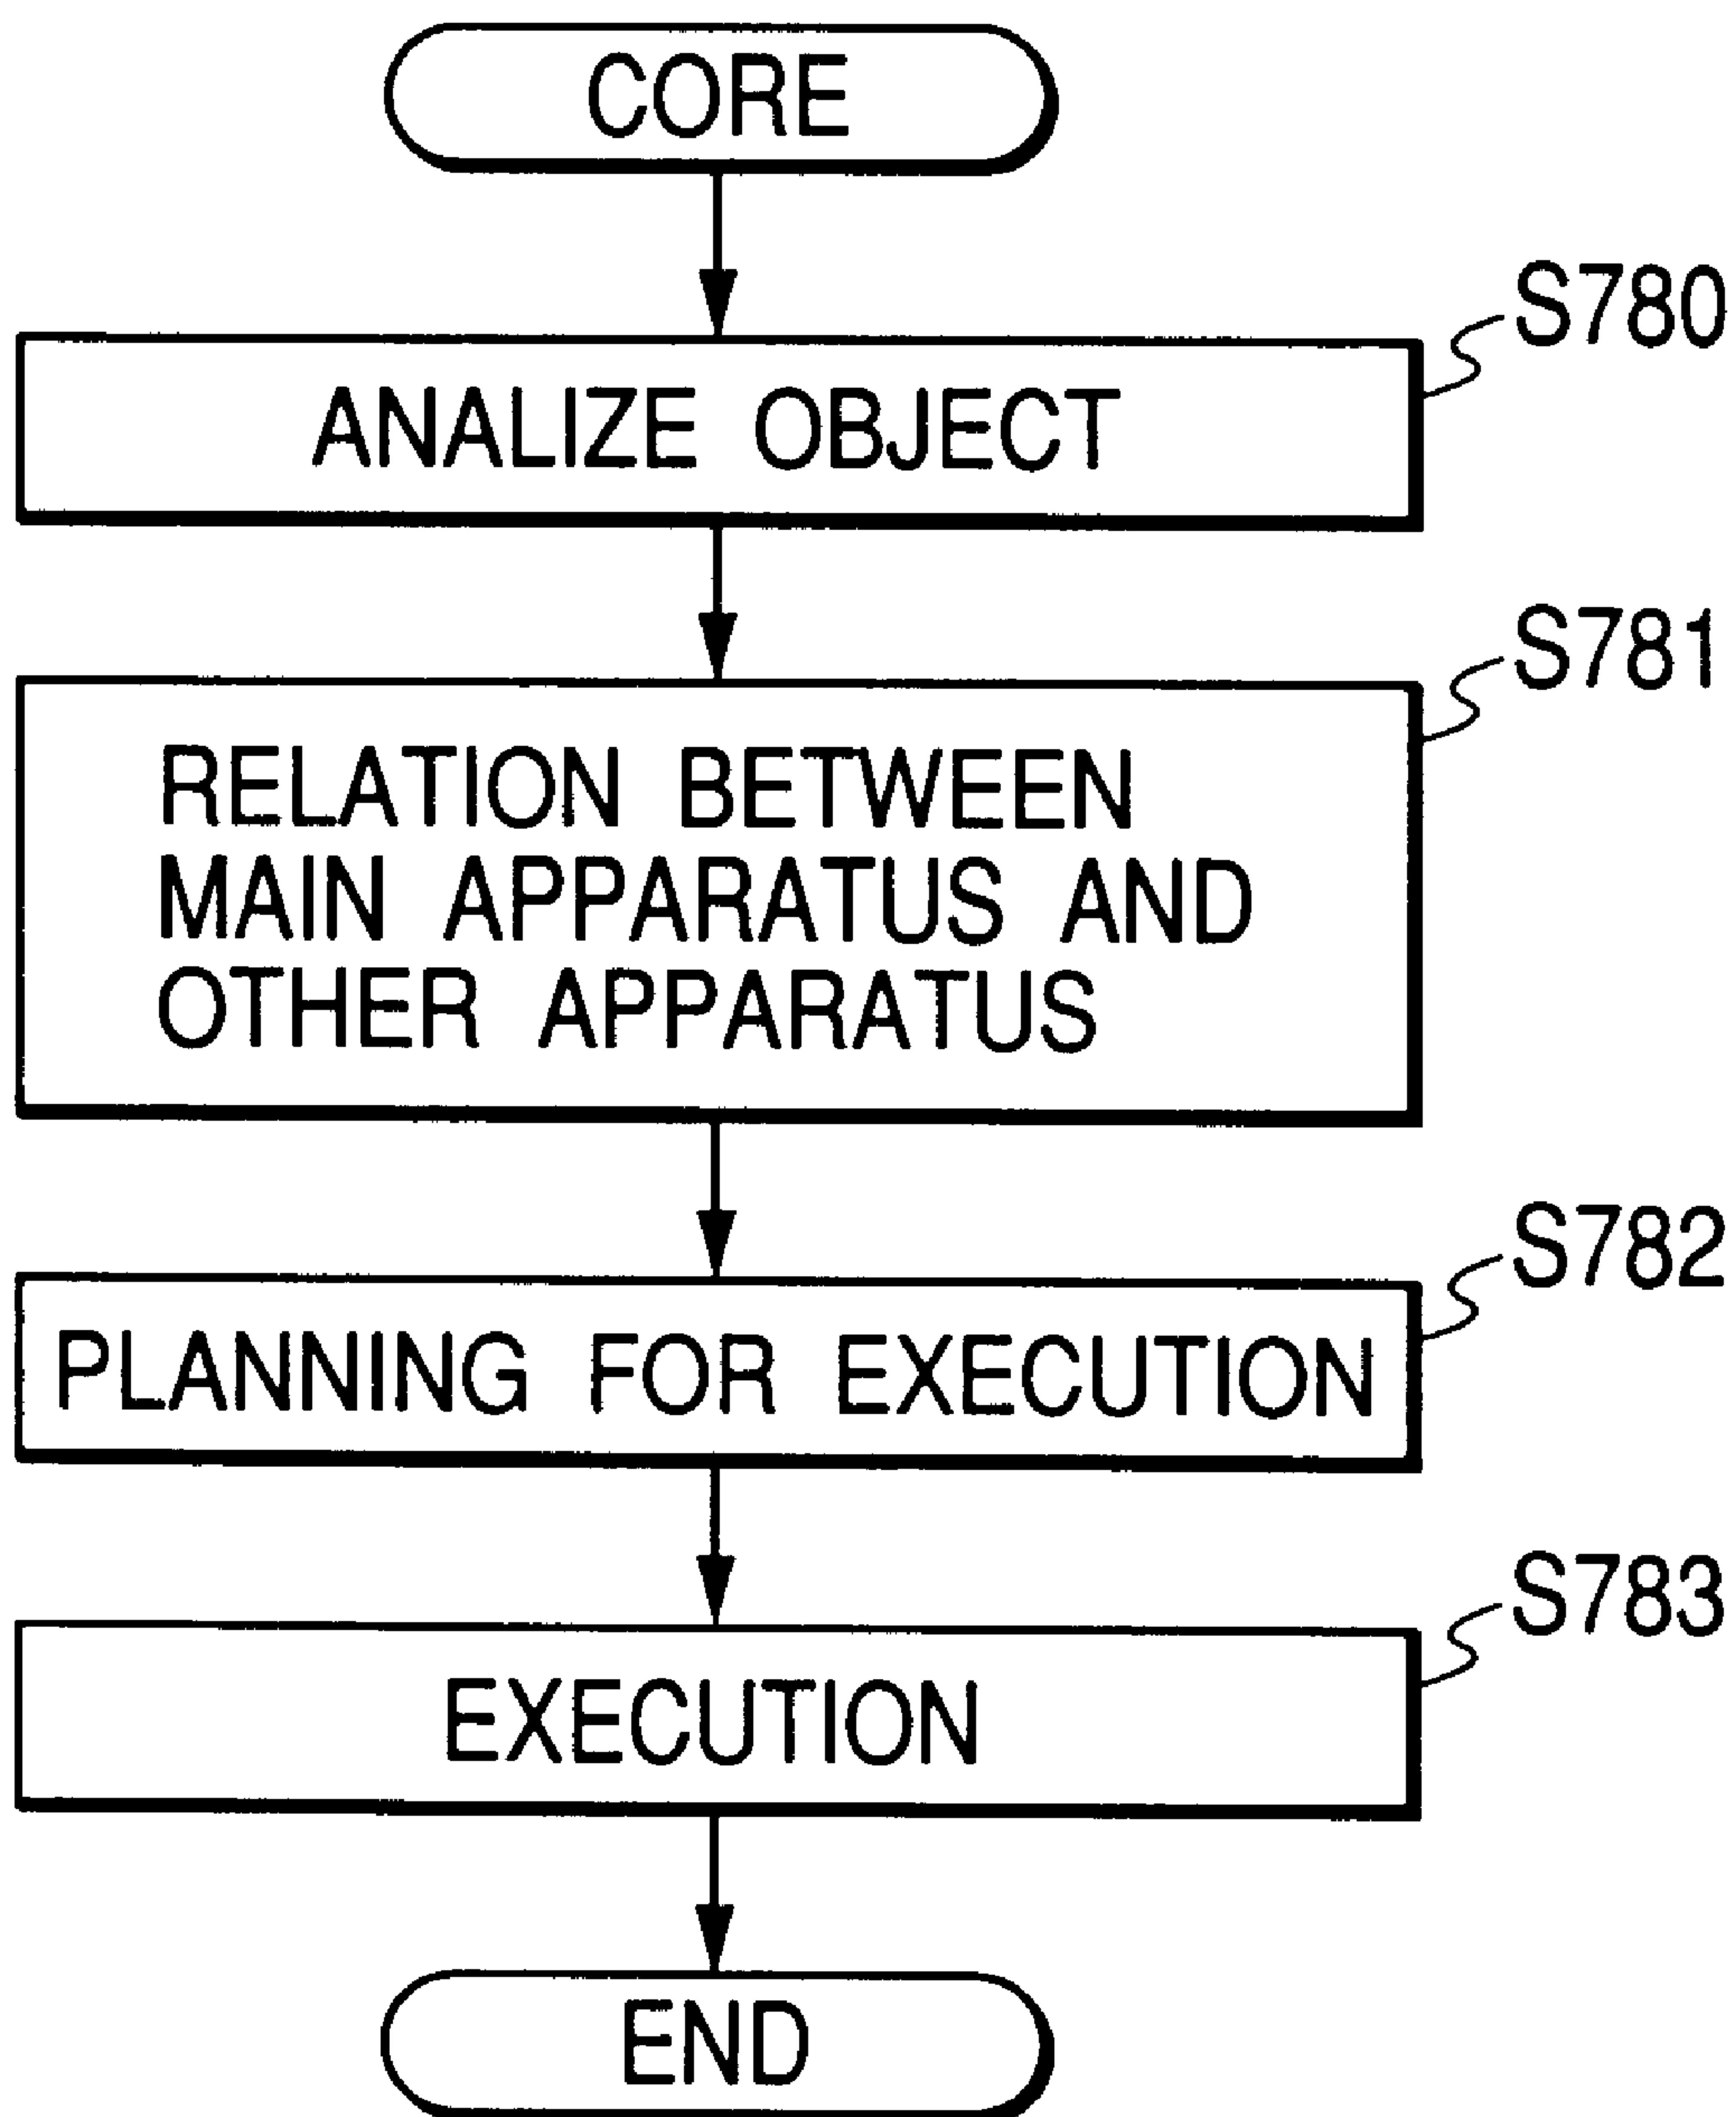 CORE
S780
ANALIZE OBJECT
S781
RELATION BETWEEN
MAIN APPARATUS AND
OTHER APPARATUS
S782
PLANNING FOR EXECUTION
S783
EXECUTION
END